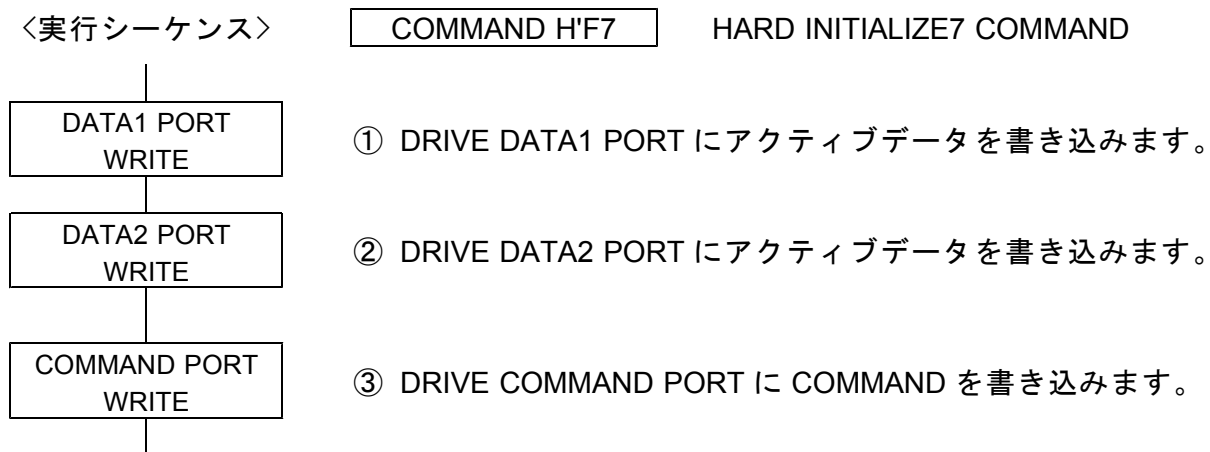 〈実行シーケンス〉 COMMAND H'F7 HARD INITIALIZE7 COMMAND
DATA1 PORT
WRITE
① DRIVE DATA1 PORT にアクティブデータを書き込みます。
DATA2 PORT
WRITE
② DRIVE DATA2 PORT にアクティブデータを書き込みます。
COMMAND PORT
WRITE
③ DRIVE COMMAND PORT に COMMAND を書き込みます。